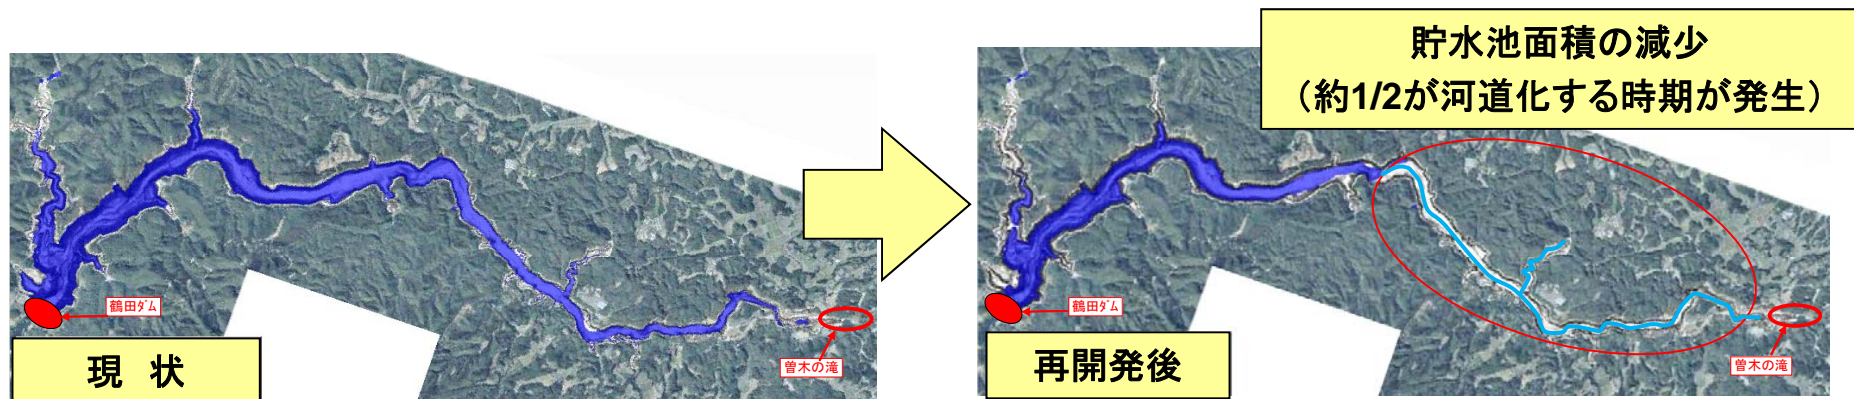 貯水池面積の減少
（約1/2が河道化する時期が発生）
鶴田ﾀﾞﾑ
曽木の滝
現　状
鶴田ﾀﾞﾑ
曽木の滝
再開発後